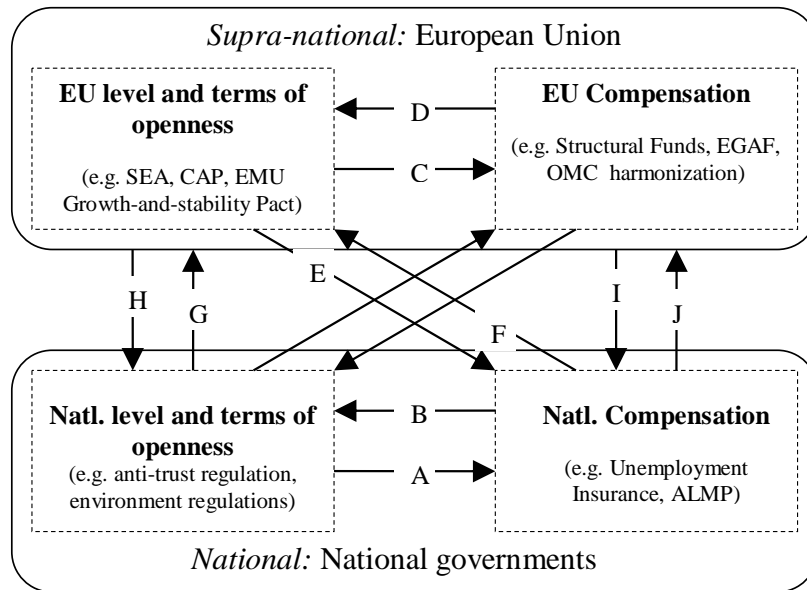 Supra-national: European Union
EU level and terms of
openness
(e.g. SEA, CAP, EMU
Growth-and-stability Pact)
D
C
EU Compensation
(e.g. Structural Funds, EGAF,
OMC harmonization)
E
H
G
F
I
J
Natl. level and terms of
openness
(e.g. anti-trust regulation,
environment regulations)
B
A
Natl. Compensation
(e.g. Unemployment
Insurance, ALMP)
National: National governments